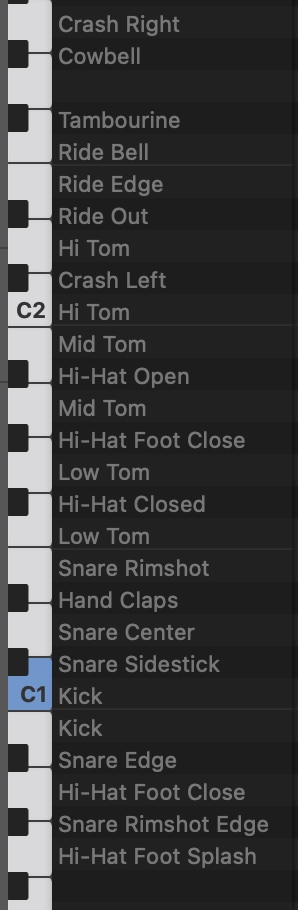 Crash Right
Cowbell
Tambourine
Ride Bell
Ride Edge
Ride Out
Hi Tom
Crash Left
C2 Hi Tom
Mid Tom
Hi-Hat Open
Mid Tom
Hi-Hat Foot Close
Low Tom
Hi-Hat Closed
Low Tom
Snare Rimshot
Hand Claps
Snare Center
Snare Sidestick
C1 Kick
Kick
Snare Edge
Hi-Hat Foot Close
Snare Rimshot Edge
Hi-Hat Foot Splash